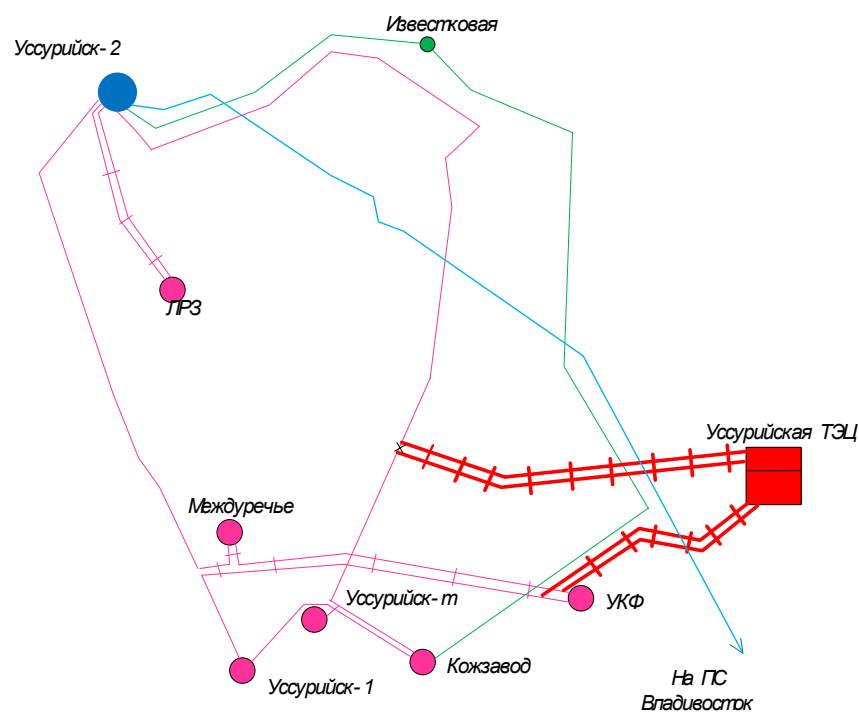 Известковая
Уссурийск- 2
ЛРЗ
Уссурийская ТЭЦ
Междуречье
Уссурийск- т
УКФ
Кожзавод
Уссурийск- 1
На ПС
Владивосток